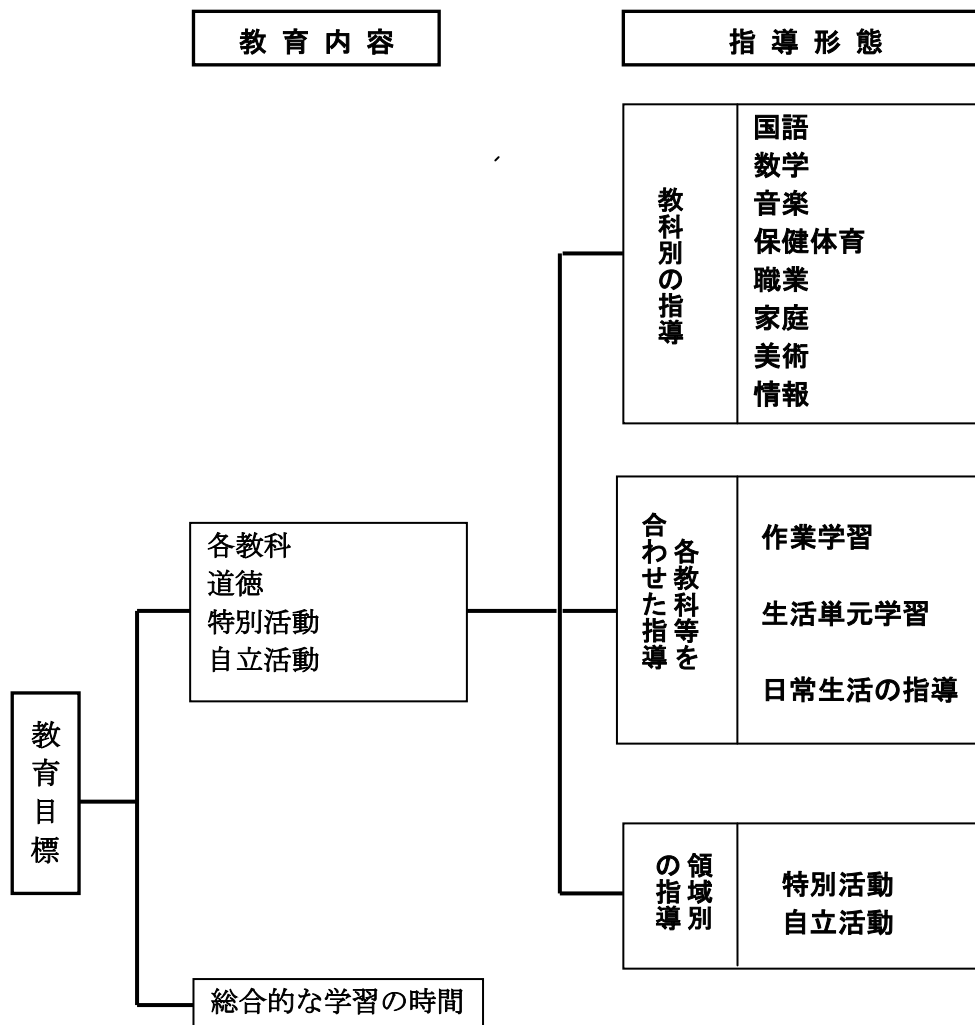 教育内容
指導形態
教育目標
各教科
道徳
特別活動
自立活動
総合的な学習の時間
教科別の指導
国語
数学
音楽
保健体育
職業
家庭
美術
情報
各教科等を
合わせた指導
作業学習
生活単元学習
日常生活の指導
領域別
の指導
特別活動
自立活動